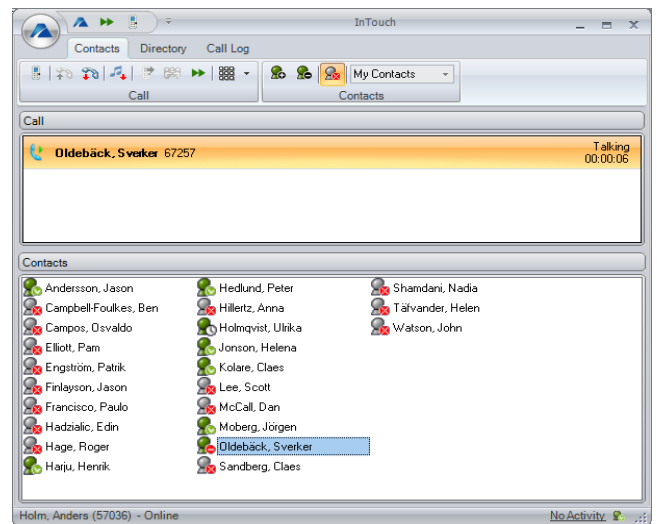 InTouch
Contacts Directory Call Log
My Contacts
Call Contacts
Call
Oldebäck, Sverker 67257
Talking
00:00:06
Contacts
Andersson, Jason
Campbell-Foulkes, Ben
Campos, Osvaldo
Elliott, Pam
Engström, Patrik
Finlayson, Jason
Francisco, Paulo
Hadzialic, Edin
Hage, Roger
Harju, Henrik
Hedlund, Peter
Hillertz, Anna
Holmqvist, Ulrika
Jonson, Helena
Kolare, Claes
Lee, Scott
McCall, Dan
Moberg, Jörgen
Oldebäck, Sverker
Sandberg, Claes
Shamdani, Nadia
Täfvander, Helen
Watson, John
Holm, Anders (57036) - Online
No Activity